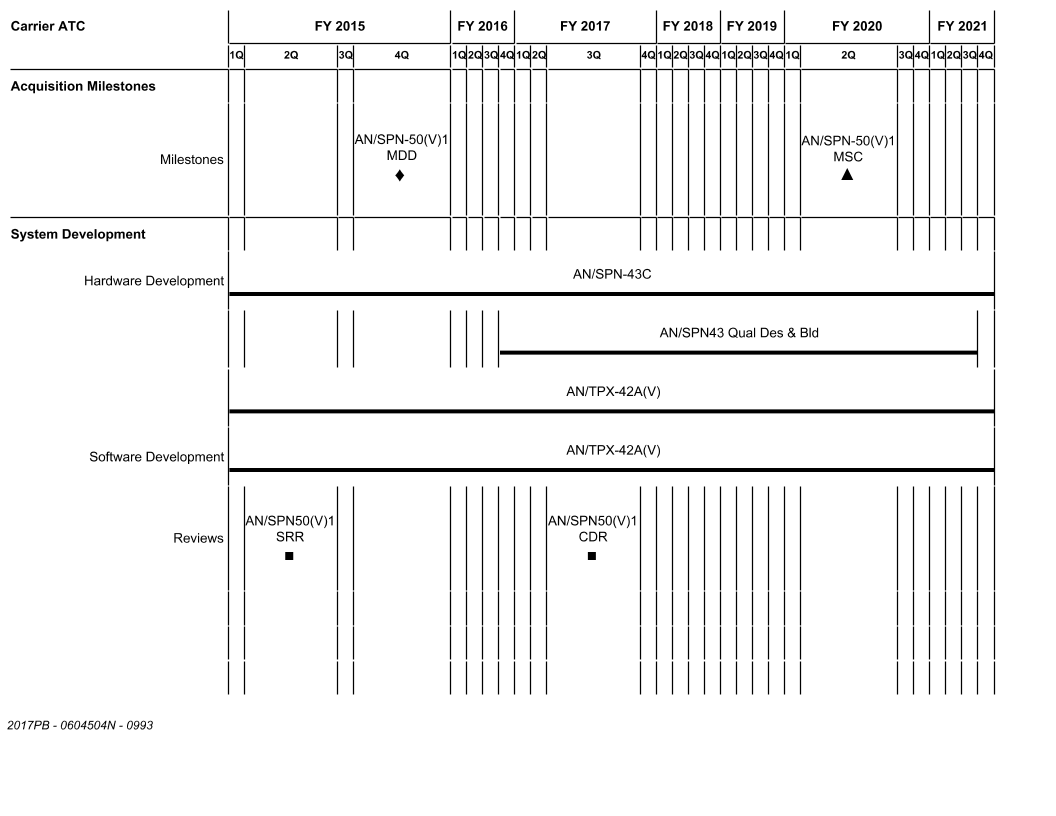 Carrier ATC FY 2015 FY 2016 FY 2017 FY 2018 FY 2019 FY 2020 FY 2021
1Q 2Q 3Q 4Q 1Q 2Q 3Q 4Q 1Q 2Q 3Q 4Q 1Q 2Q 3Q 4Q 1Q 2Q 3Q 4Q 1Q 2Q 3Q 4Q 1Q 2Q 3Q 4Q
Acquisition Milestones
AN/SPN-50(V)1 AN/SPN-50(V)1
Milestones MDD MSC
System Development
AN/SPN-43C
Hardware Development
AN/SPN43 Qual Des & Bld
AN/TPX-42A(V)
AN/TPX-42A(V)
Software Development
AN/SPN50(V)1 AN/SPN50(V)1
Reviews SRR CDR
2017PB - 0604504N - 0993